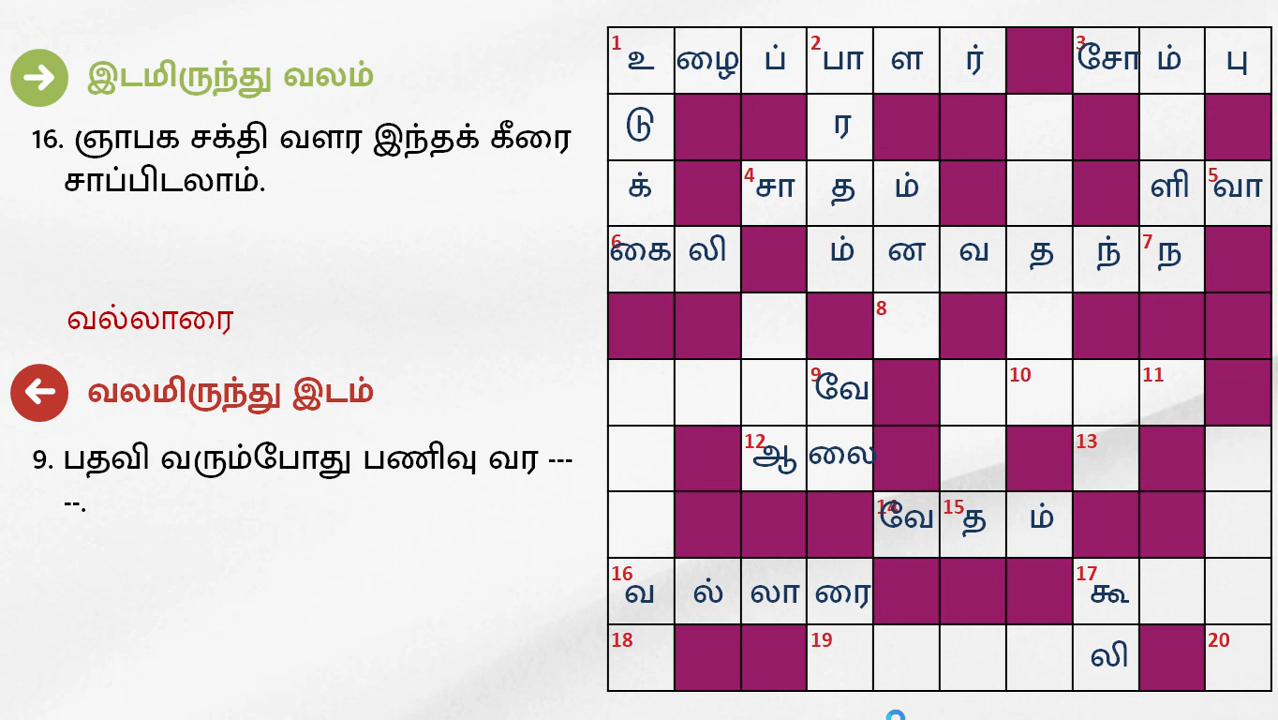 இடமிருந்து வலம்
16. ஞாபக சக்தி வளர இந்தக் கீரை
சாப்பிடலாம்.
வல்லாரை
வலமிருந்து இடம்
9. பதவி வரும்போது பணிவு வர ---
--.
1 உ ழை ப் 2 பா ள ர் 3 சோ ம் பு
டு ர
க் 4 சா த ம் ளி 5 வா
6 கை லி ம் ன வ த ந் 7 ந
8
9 வே 10 11
12 ஆ லை 13
14 வே 15 த ம்
16 வ ல் லா ரை 17 கூ
18 19 லி 20